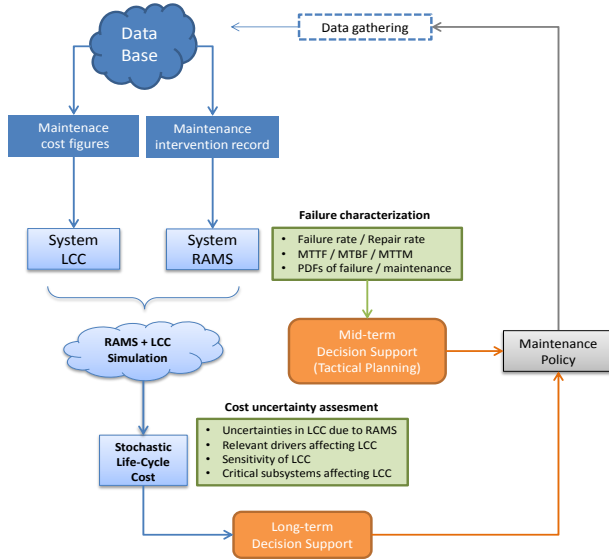 Data
Base
Data gathering
Maintenace
cost figures
Maintenance
intervention record
System
LCC
System
RAMS
Failure characterization
• Failure rate / Repair rate
• MTTF / MTBF / MTTM
• PDFs of failure / maintenance
RAMS + LCC
Simulation
Mid-term
Decision Support
(Tactical Planning)
Maintenance
Policy
Cost uncertainty assesment
• Uncertainties in LCC due to RAMS
• Relevant drivers affecting LCC
• Sensitivity of LCC
• Critical subsystems affecting LCC
Stochastic
Life-Cycle
Cost
Long-term
Decision Support